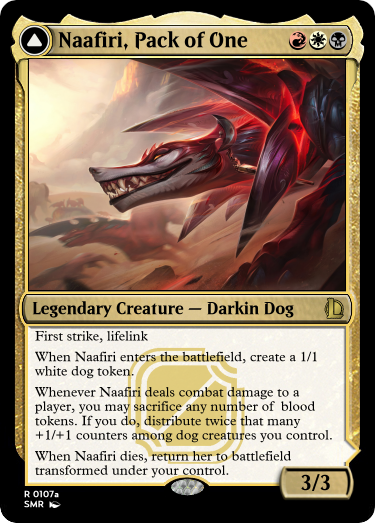 Naafiri, Pack of One
Legendary Creature — Darkin Dog
First strike, lifelink
When Naafiri enters the battlefield, create a 1/1
white dog token.
Whenever Naafiri deals combat damage to a
player, you may sacrifice any number of blood
tokens. If you do, distribute twice that many
+1/+1 counters among dog creatures you control.
When Naafiri dies, return her to battlefield
transformed under your control.
3/3
R 0107a
SMR